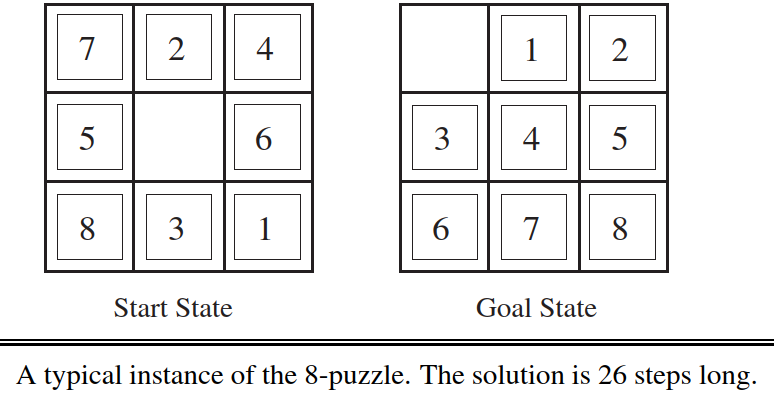 7 2 4 1 2
5 6 3 4 5
8 3 1 6 7 8
Start State Goal State
A typical instance of the 8-puzzle. The solution is 26 steps long.